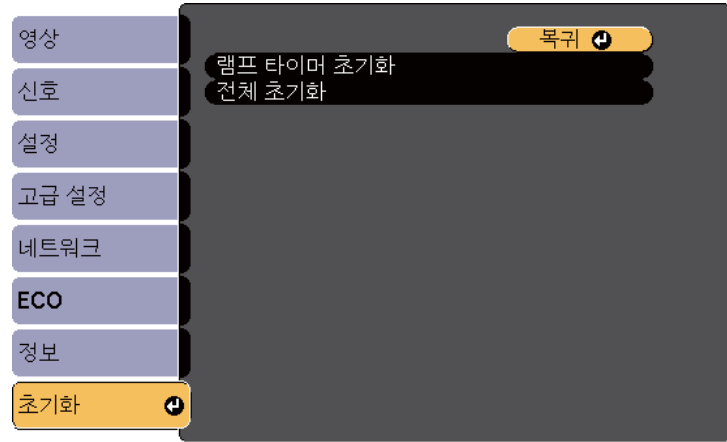 영상
신호
설정
고급 설정
네트워크
ECO
정보
초기화
복귀
램프 타이머 초기화
전체 초기화